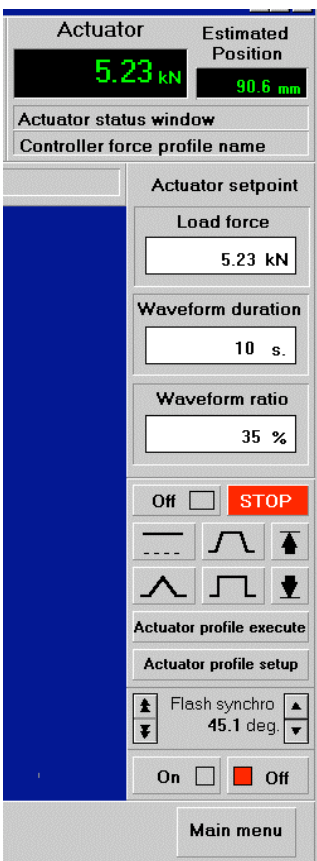 Actuator
Estimated
Position
5.23 kN
90.6 mm
Actuator status window
Controller force profile name
Actuator setpoint
Load force
5.23 kN
Waveform duration
10 s.
Waveform ratio
35 %
Off STOP
Actuator profile execute
Actuator profile setup
Flash synchro
45.1 deg.
On Off
Main menu